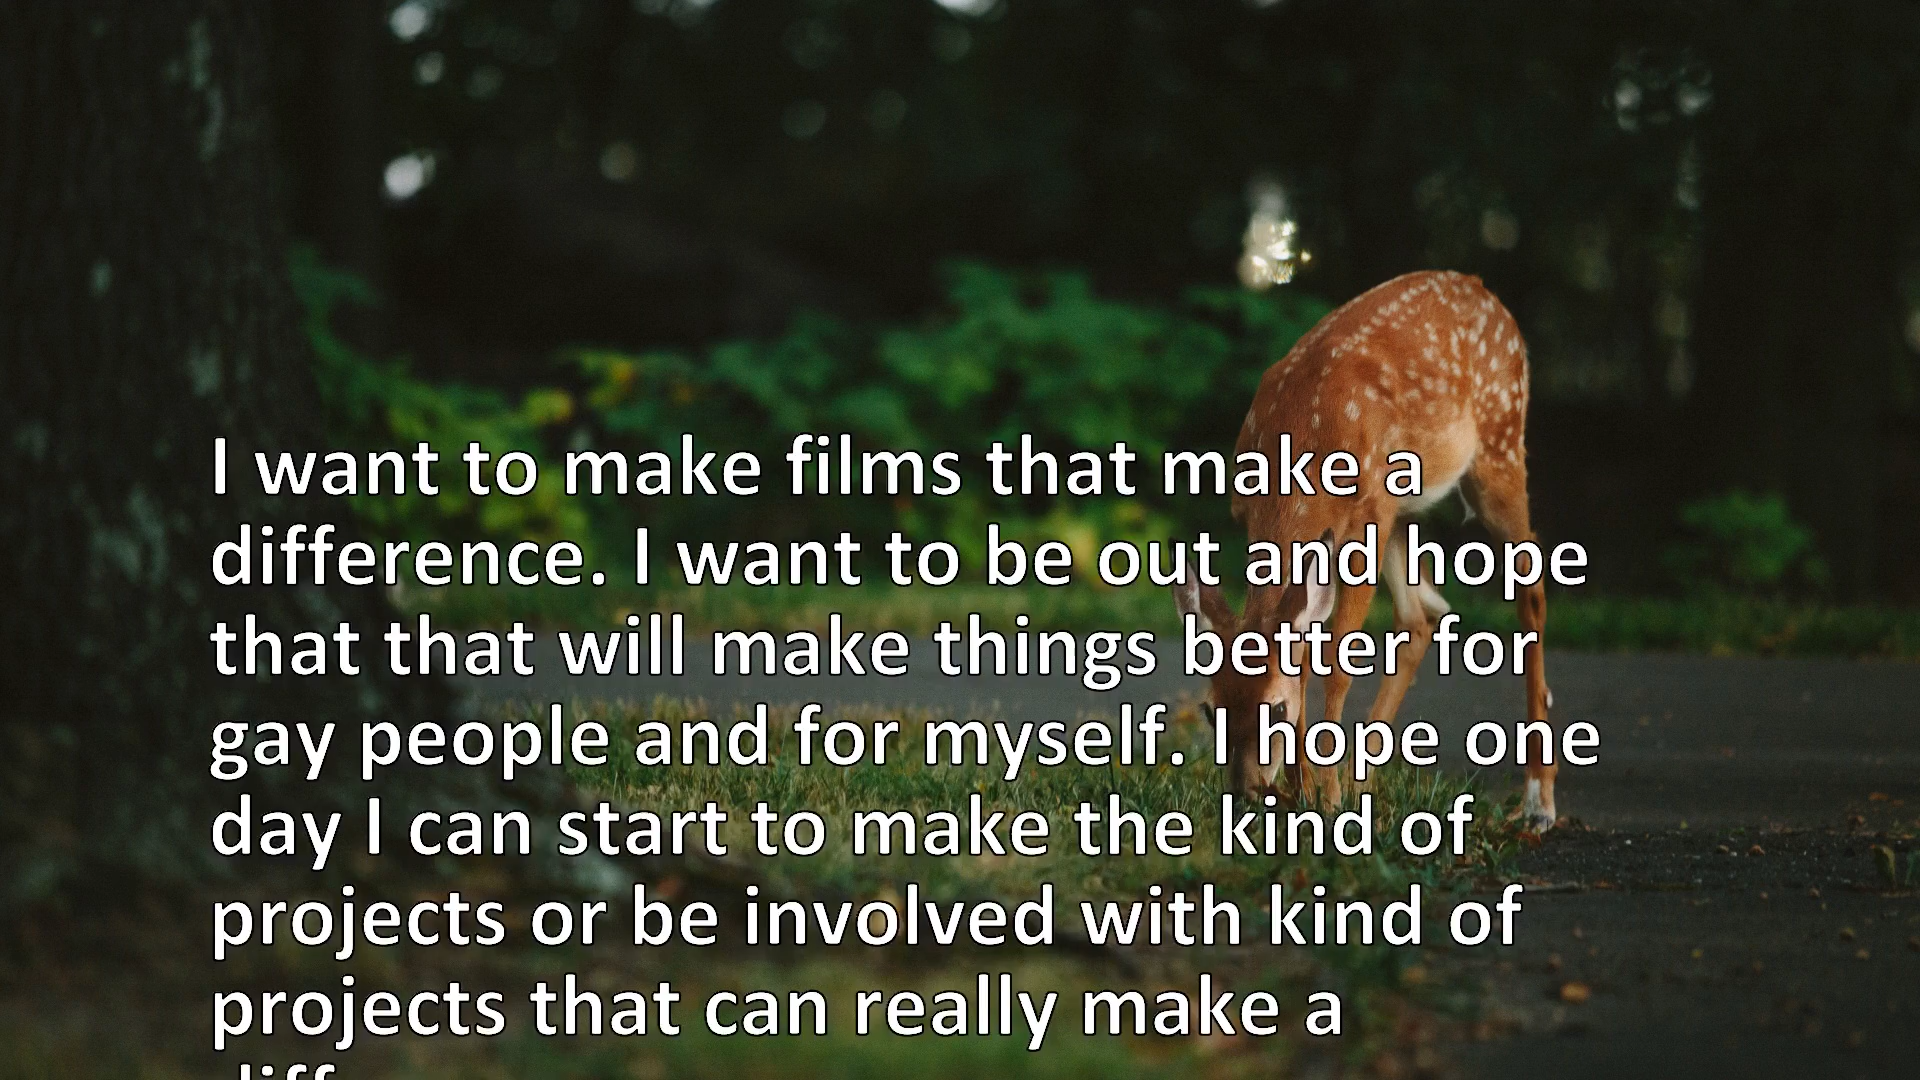 I want to make films that make a
difference. I want to be out and hope
that that will make things better for
gay people and for myself. I hope one
day I can start to make the kind of
projects or be involved with kind of
projects that can really make a